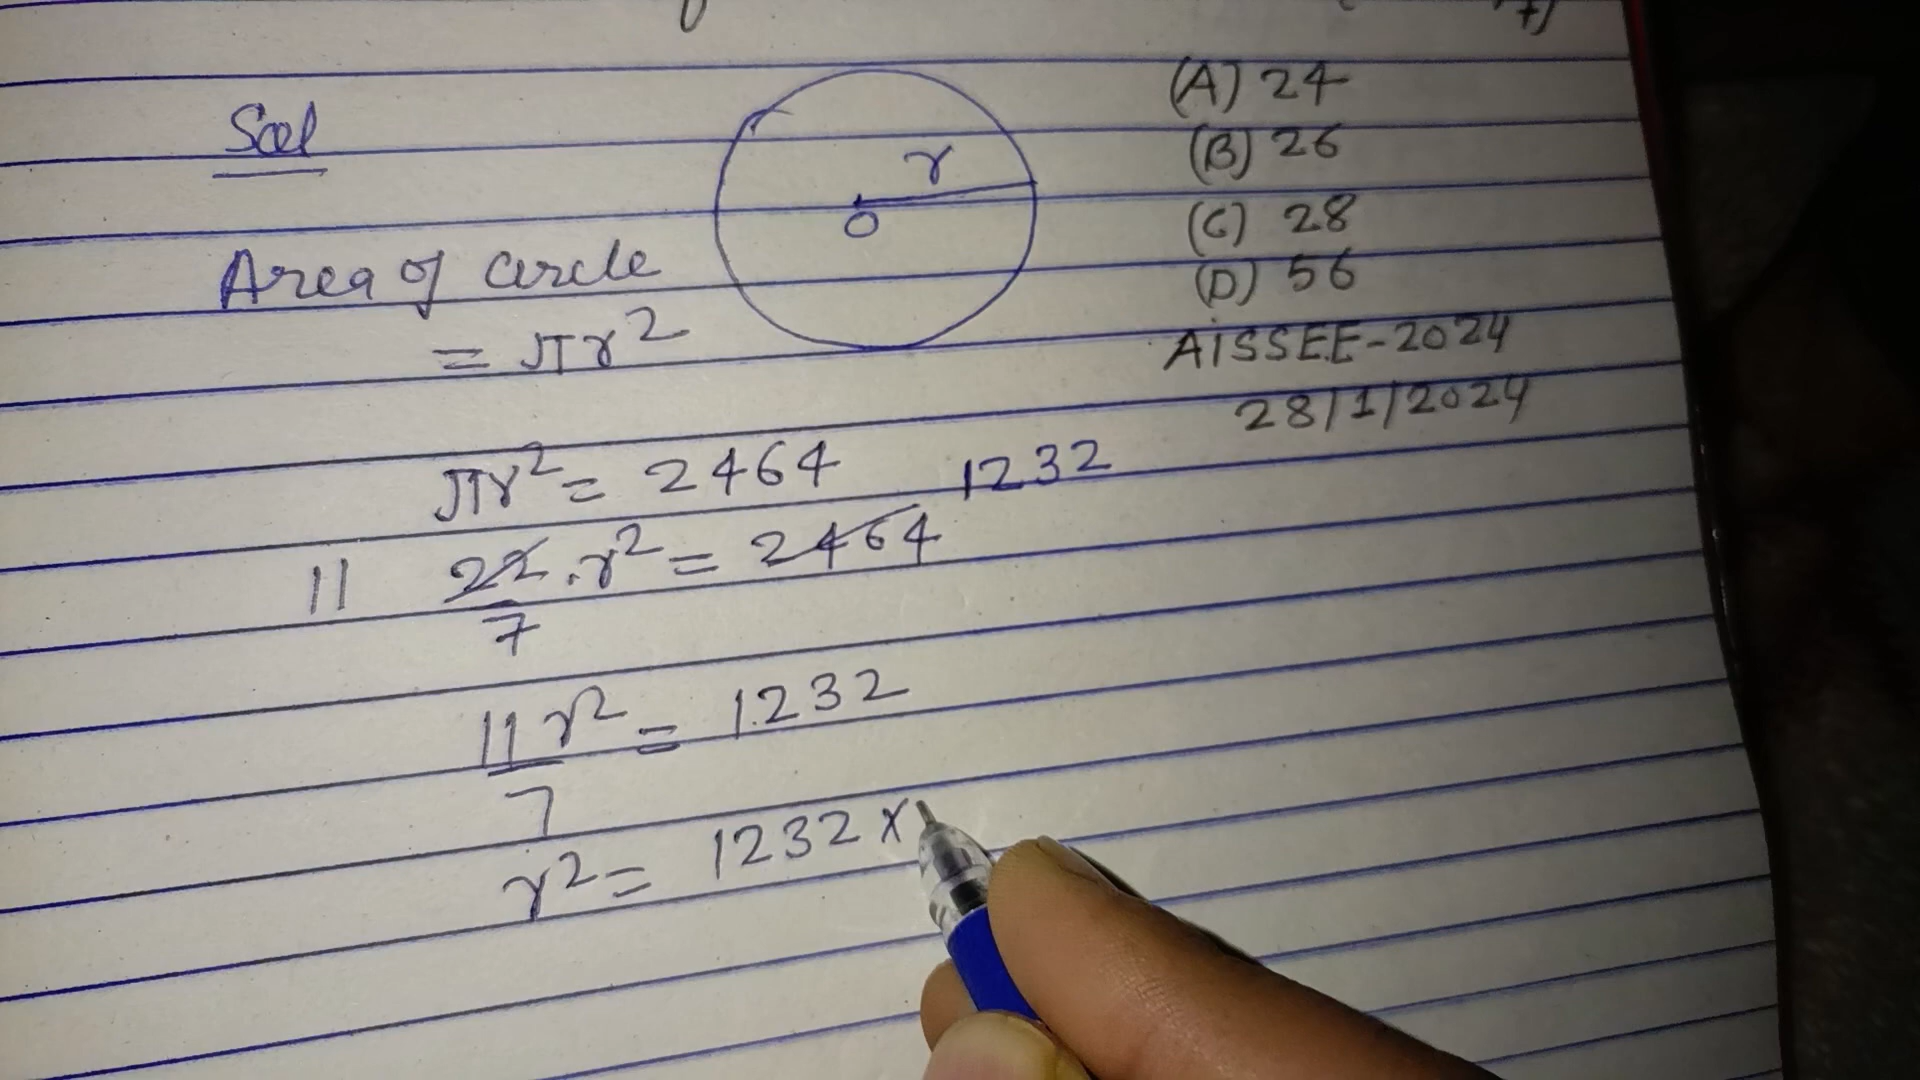 7)
(A) 24
Sol
(B) 26
r
(C) 28
O
Area of circle
(D) 56
= πr²
AISSEE-2024
28/1/2024
πr² = 2464
1232
11 22/7 . r² = 2464
11 r²/7 = 1232
r² = 1232 x